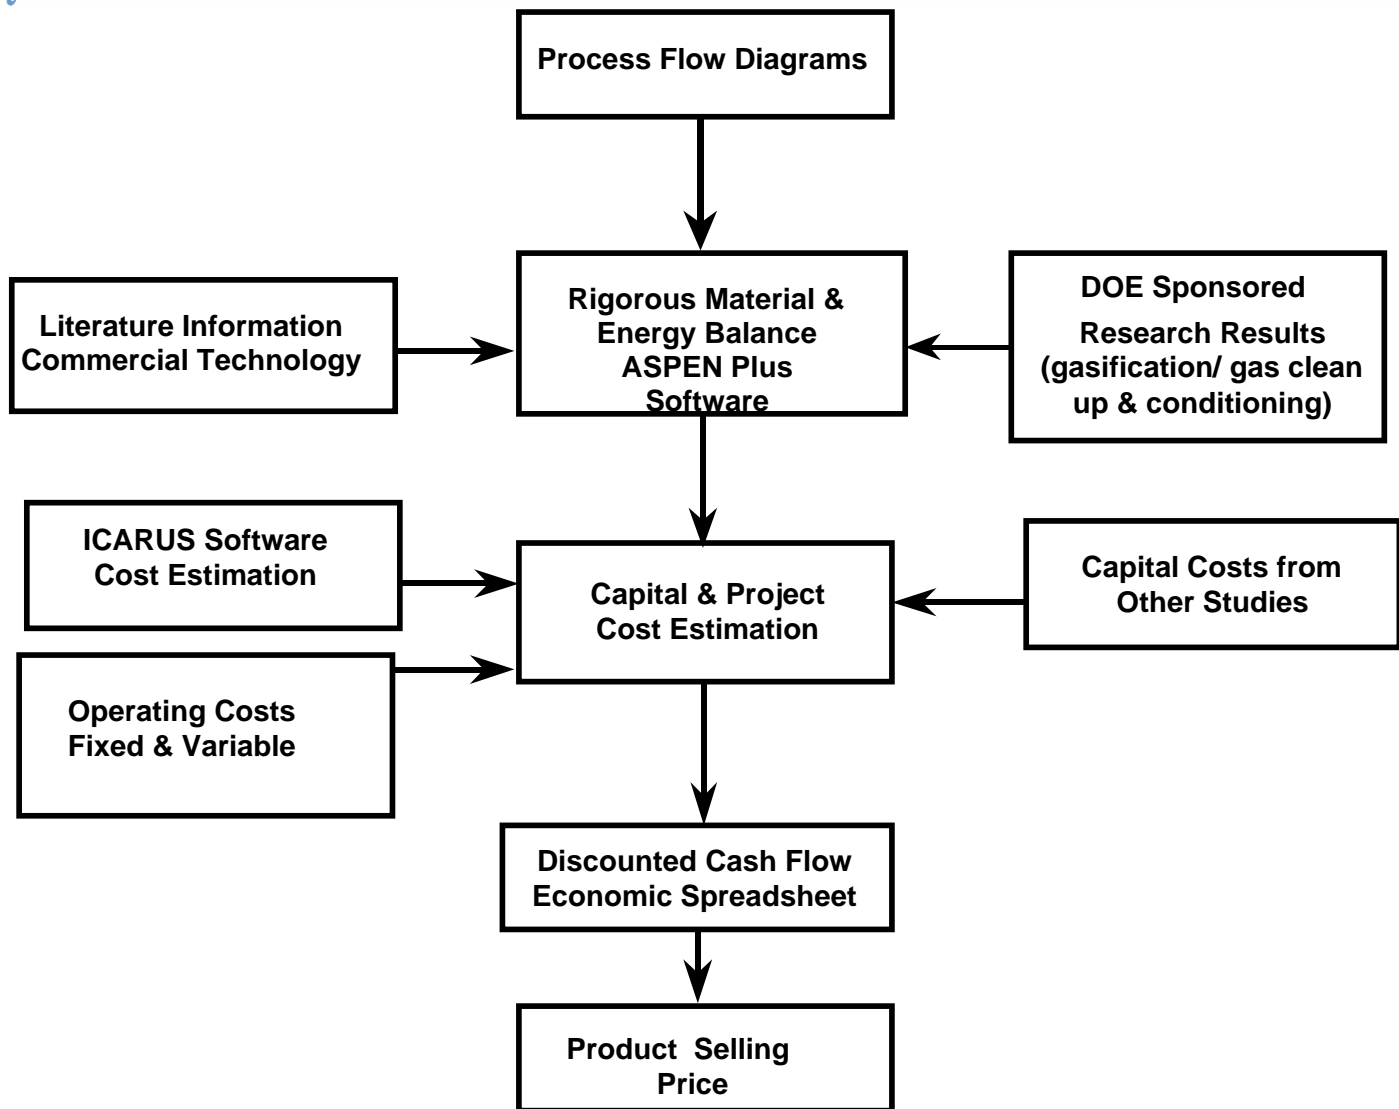 Process Flow Diagrams
Literature Information
Commercial Technology
Rigorous Material &
Energy Balance
ASPEN Plus
Software
DOE Sponsored
Research Results
(gasification/ gas clean
up & conditioning)
ICARUS Software
Cost Estimation
Capital & Project
Cost Estimation
Capital Costs from
Other Studies
Operating Costs
Fixed & Variable
Discounted Cash Flow
Economic Spreadsheet
Product Selling
Price